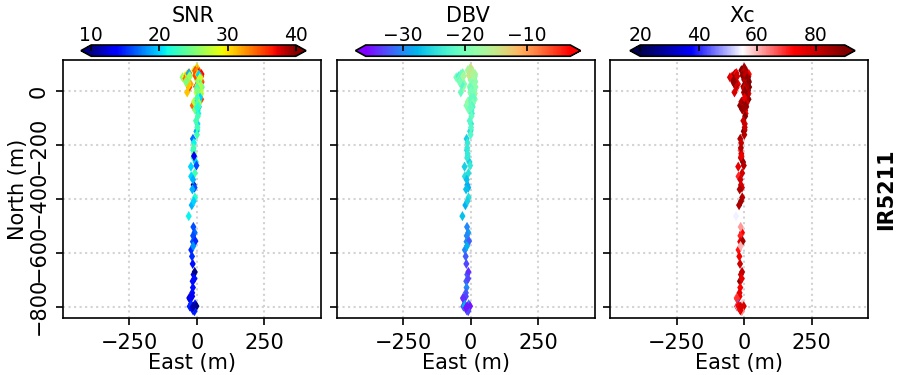 SNR DBV Xc
10 20 30 40 −30 −20 −10 20 40 60 80
North (m)
0
−200
−400
−600
−800
−250 0 250 −250 0 250 −250 0 250
East (m) East (m) East (m)
IR5211